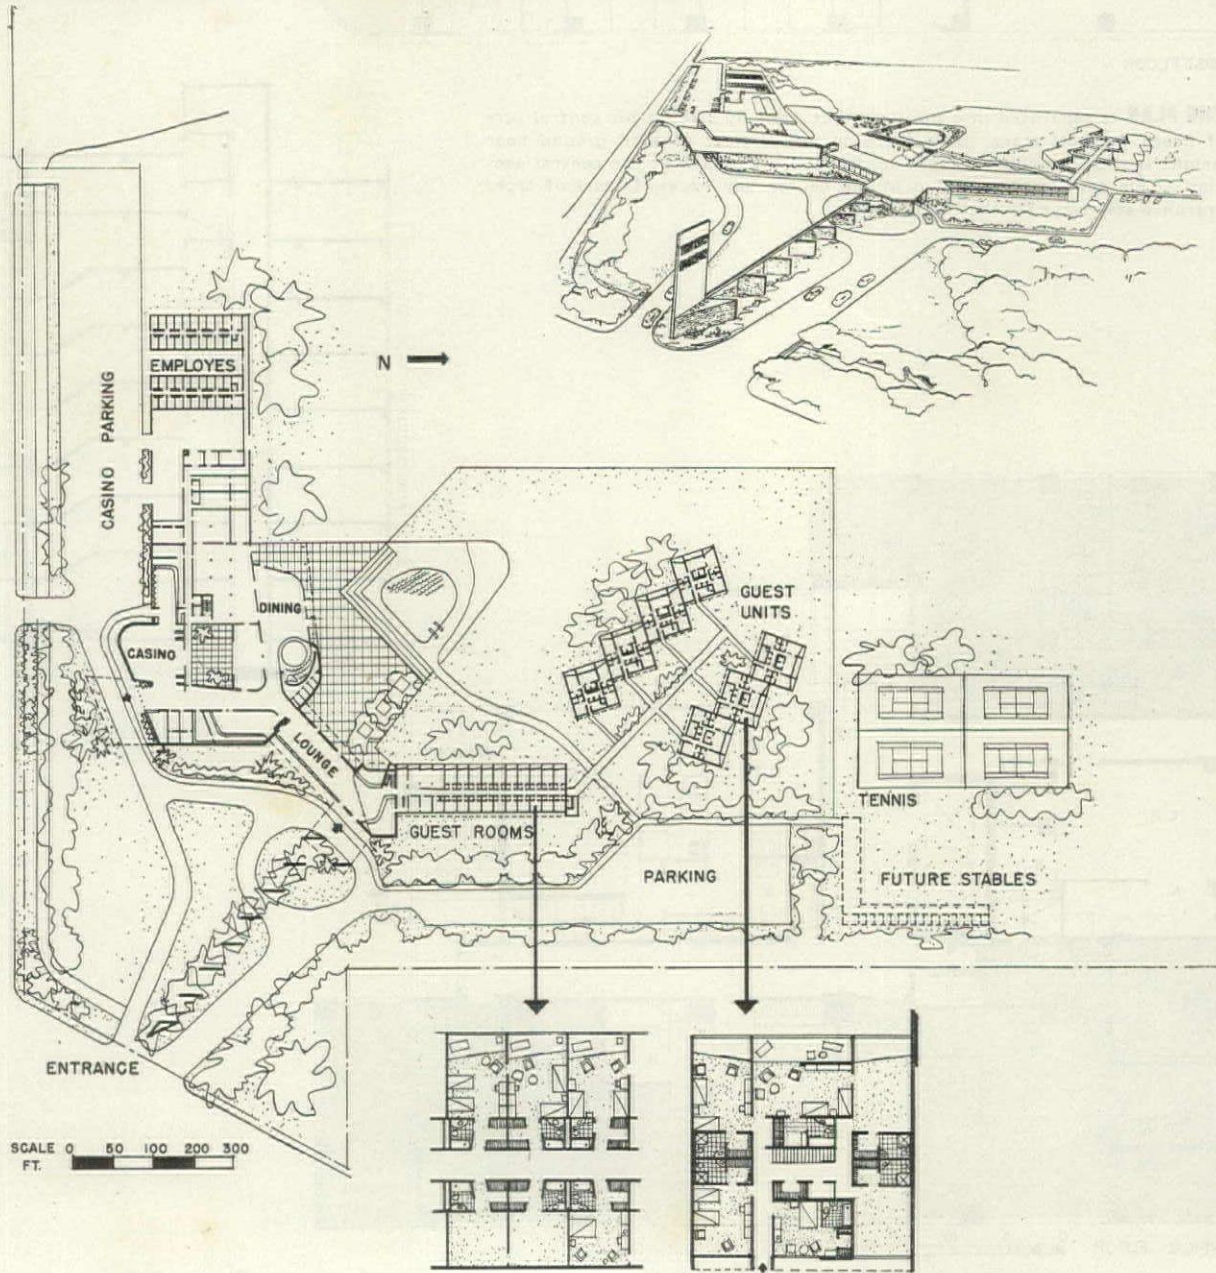 N
EMPLOYES
CASINO PARKING
DINING
CASINO
LOUNGE
GUEST
UNITS
TENNIS
GUEST ROOMS
PARKING
FUTURE STABLES
ENTRANCE
SCALE 0 50 100 200 300
FT.